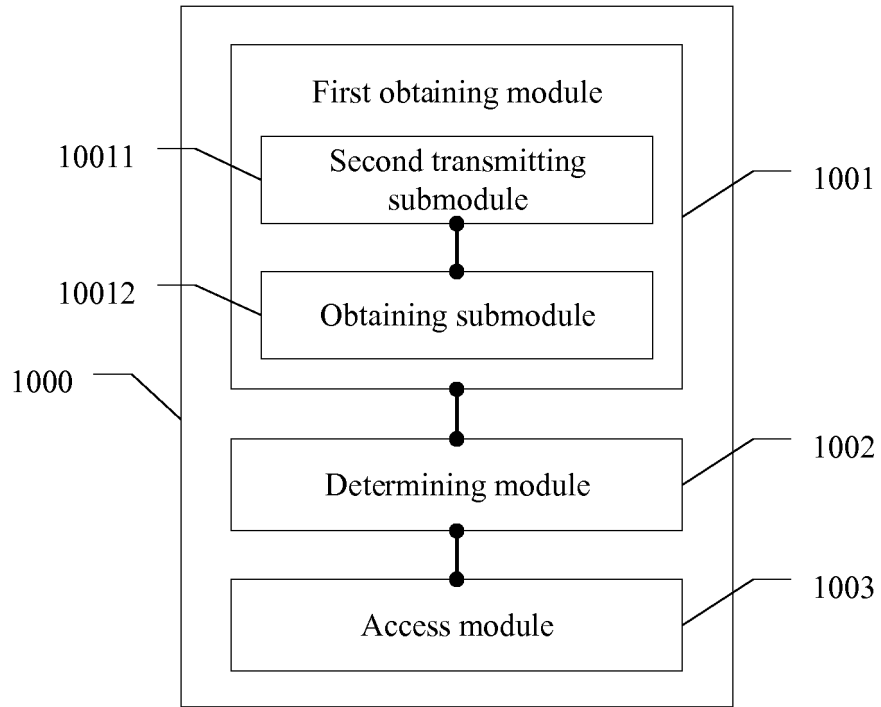 First obtaining module
10011
Second transmitting
submodule
1001
10012
Obtaining submodule
1000
1002
Determining module
1003
Access module